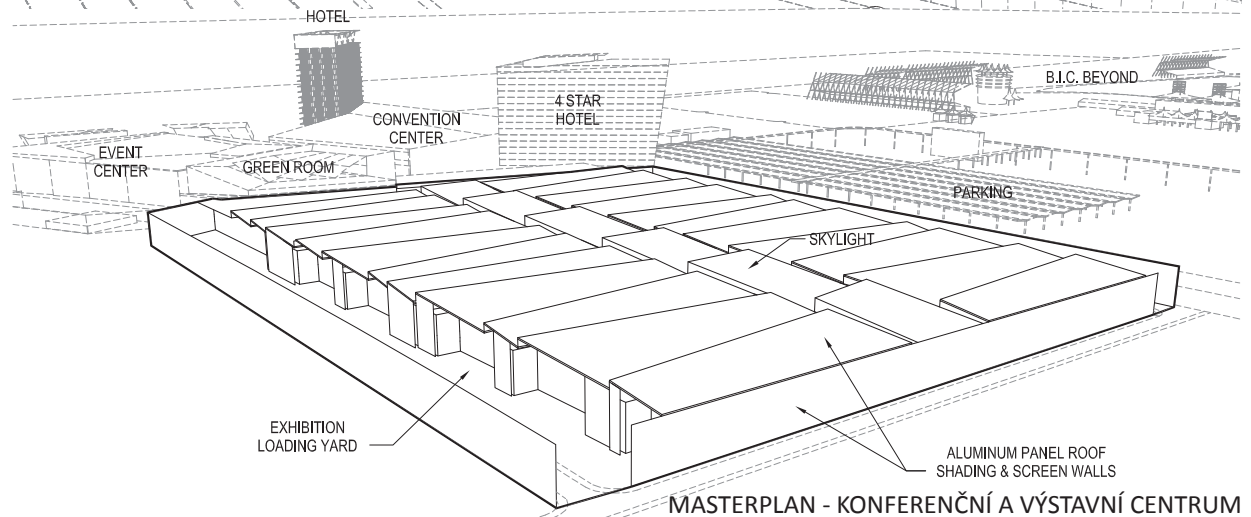 HOTEL
4 STAR
HOTEL
B.I.C. BEYOND
CONVENTION
CENTER
EVENT
CENTER
GREEN ROOM
PARKING
SKYLIGHT
EXHIBITION
LOADING YARD
ALUMINUM PANEL ROOF
SHADING & SCREEN WALLS
MASTERPLAN - KONFERENČNÍ A VÝSTAVNÍ CENTRUM